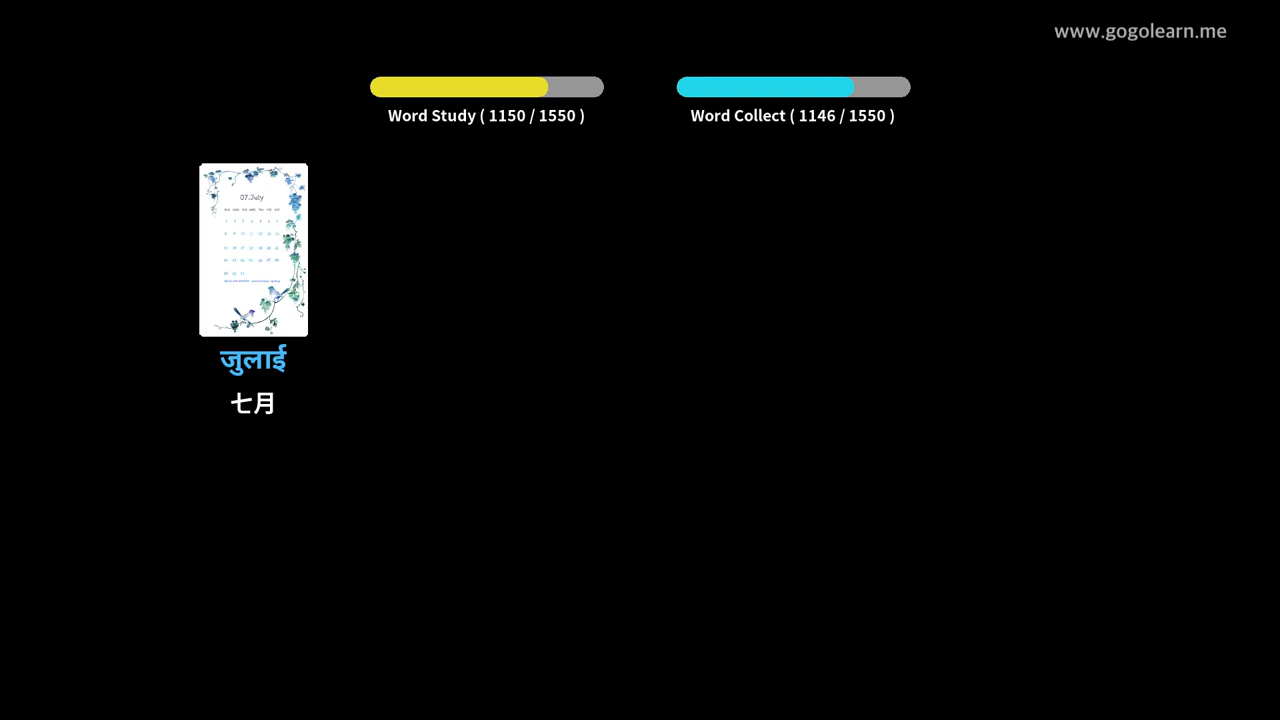 www.gogolearn.me
Word Study ( 1150 / 1550 )
Word Collect ( 1146 / 1550 )
07.July
जुलाई
七月